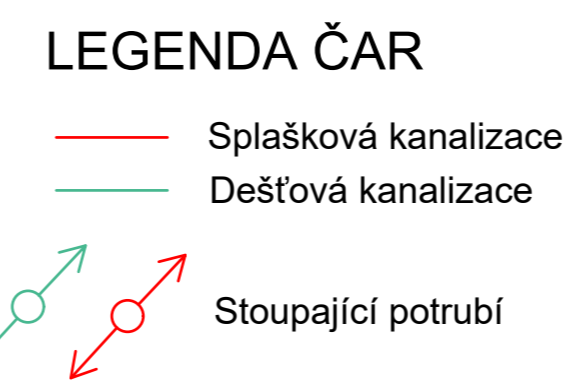 LEGENDA ČAR
Splašková kanalizace
Dešťová kanalizace
Stoupající potrubí